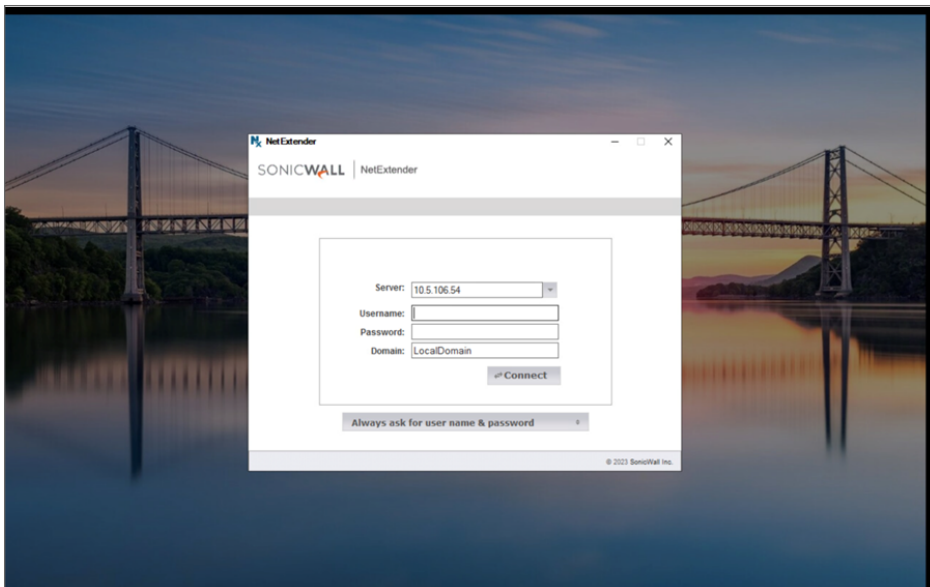 NetExtender
SONICWALL NetExtender
Server: 10.5.106.54
Username:
Password:
Domain: LocalDomain
Connect
Always ask for user name & password
© 2023 SonicWall Inc.